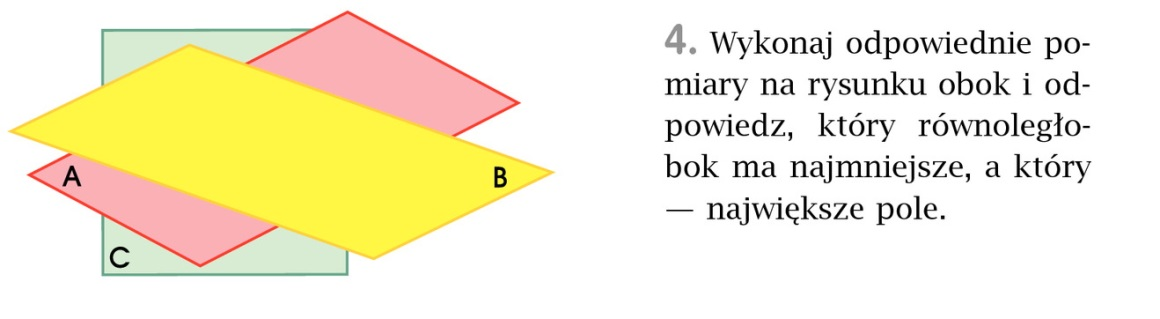 4. Wykonaj odpowiednie po-
miary na rysunku obok i od-
powiedz, który równoległo-
bok ma najmniejsze, a który
— największe pole.
A
B
C